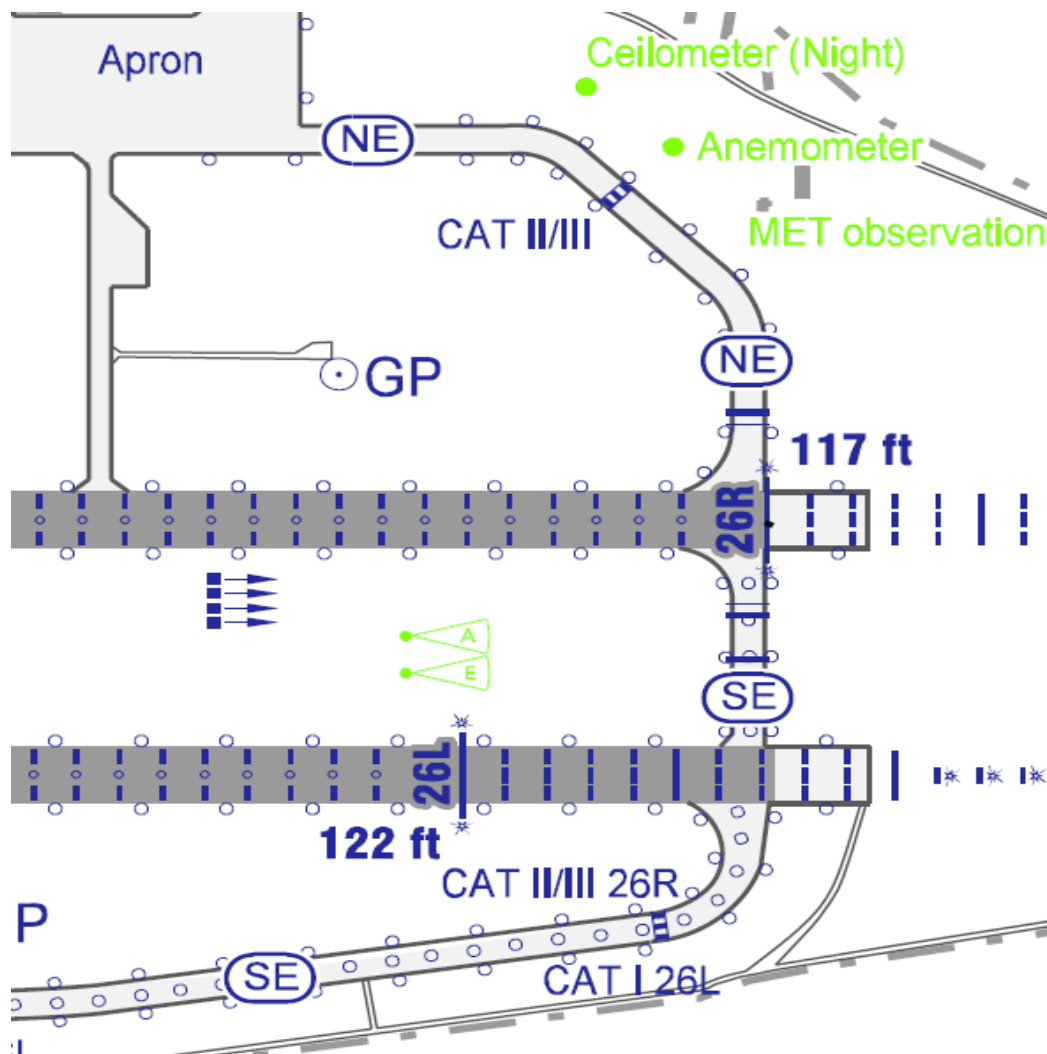 Ceilometer (Night)
Apron
NE
Anemometer
CAT II/III
MET observation
NE
GP
117 ft
26R
A
E
SE
26L
122 ft
CAT II/III 26R
P
SE
CAT I 26L